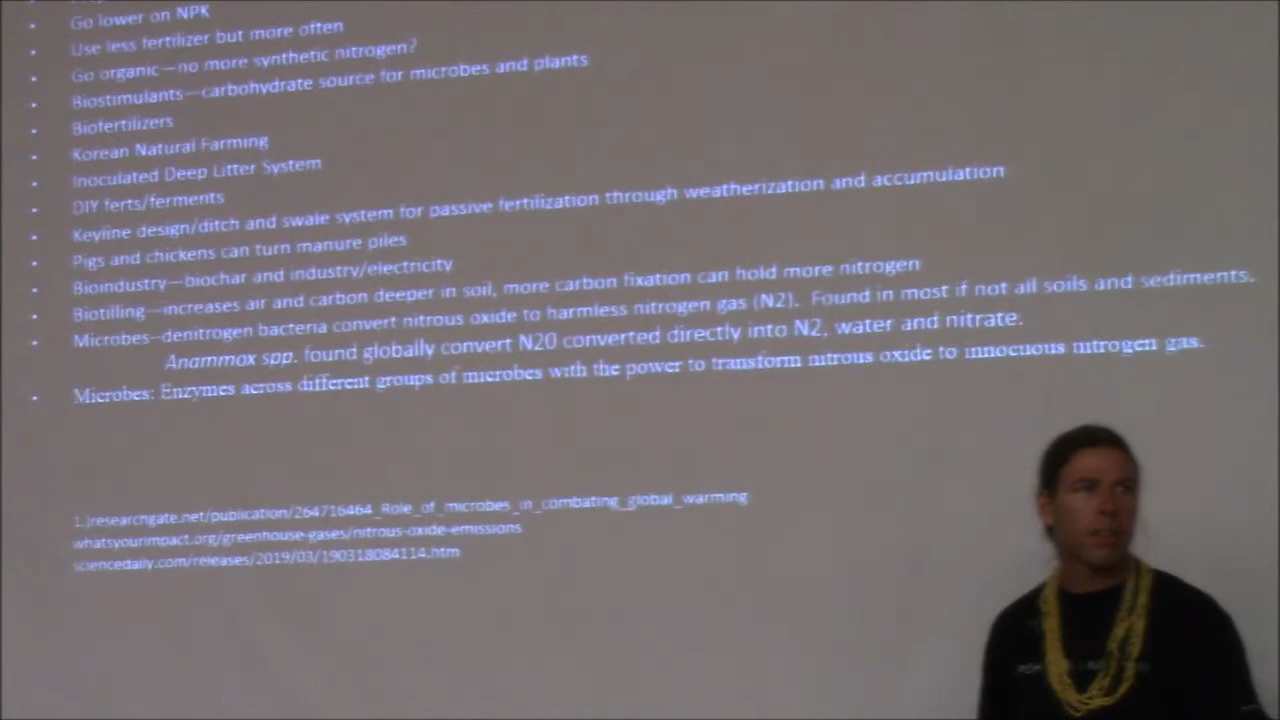 • Go lower on NPK
• Use less fertilizer but more often
• Go organic—no more synthetic nitrogen?
• Biostimulants—carbohydrate source for microbes and plants
• Biofertilizers
• Korean Natural Farming
• Inoculated Deep Litter System
• DIY ferts/ferments
• Keyline design/ditch and swale system for passive fertilization through weatherization and accumulation
• Pigs and chickens can turn manure piles
• Bioindustry—biochar and industry/electricity
• Biotilling—increases air and carbon deeper in soil, more carbon fixation can hold more nitrogen
• Microbes--denitrogen bacteria convert nitrous oxide to harmless nitrogen gas (N2). Found in most if not all soils and sediments.
Anammox spp. found globally convert N20 converted directly into N2, water and nitrate.
• Microbes: Enzymes across different groups of microbes with the power to transform nitrous oxide to innocuous nitrogen gas.
1.)researchgate.net/publication/264716464_Role_of_microbes_in_combating_global_warming
whatsyourimpact.org/greenhouse-gases/nitrous-oxide-emissions
sciencedaily.com/releases/2019/03/190318084114.htm